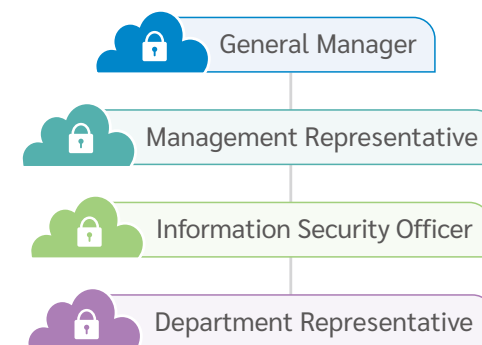 General Manager
Management Representative
Information Security Officer
Department Representative